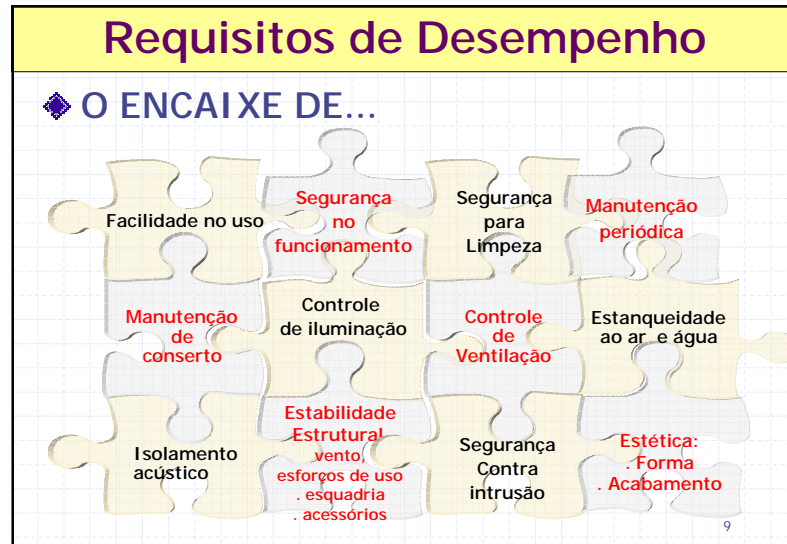 Requisitos de Desempenho
O ENCAIXE DE...
Facilidade no uso
Segurança
no
funcionamento
Segurança
para
Limpeza
Manutenção
periódica
Manutenção
de
conserto
Controle
de iluminação
Controle
de
Ventilação
Estanqueidade
ao ar e água
Isolamento
acústico
Estabilidade
Estrutural
vento,
esforços de uso
. esquadria
. acessórios
Segurança
Contra
intrusão
Estética:
. Forma
. Acabamento
9